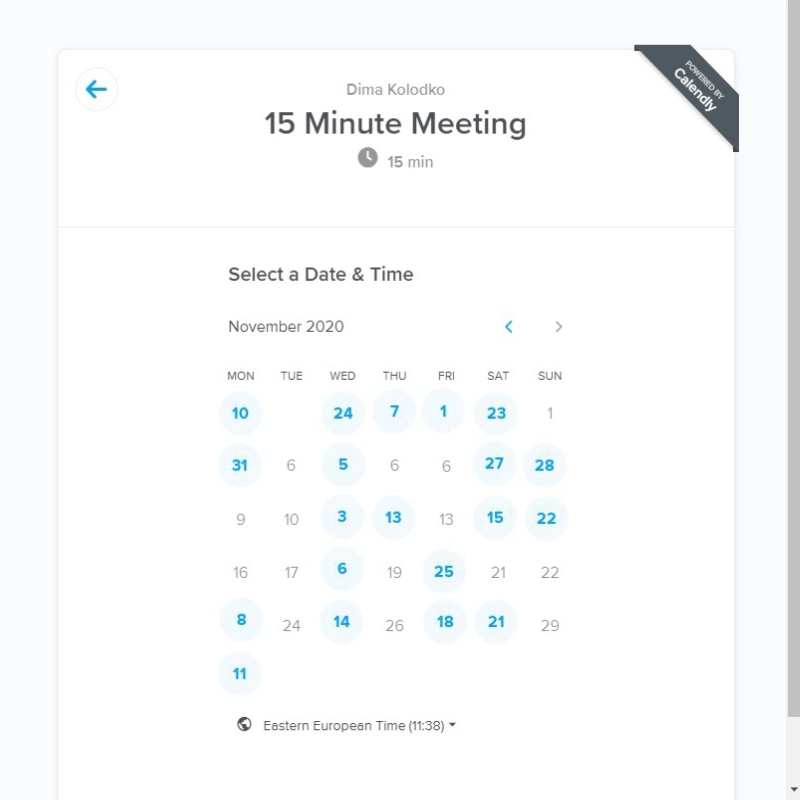 POWERED BY
Calendly
Dima Kolodko
15 Minute Meeting
15 min
Select a Date & Time
November 2020
MON TUE WED THU FRI SAT SUN
10 24 7 1 23 1
31 6 5 6 6 27 28
9 10 3 13 13 15 22
16 17 6 19 25 21 22
8 24 14 26 18 21 29
11
Eastern European Time (11:38)